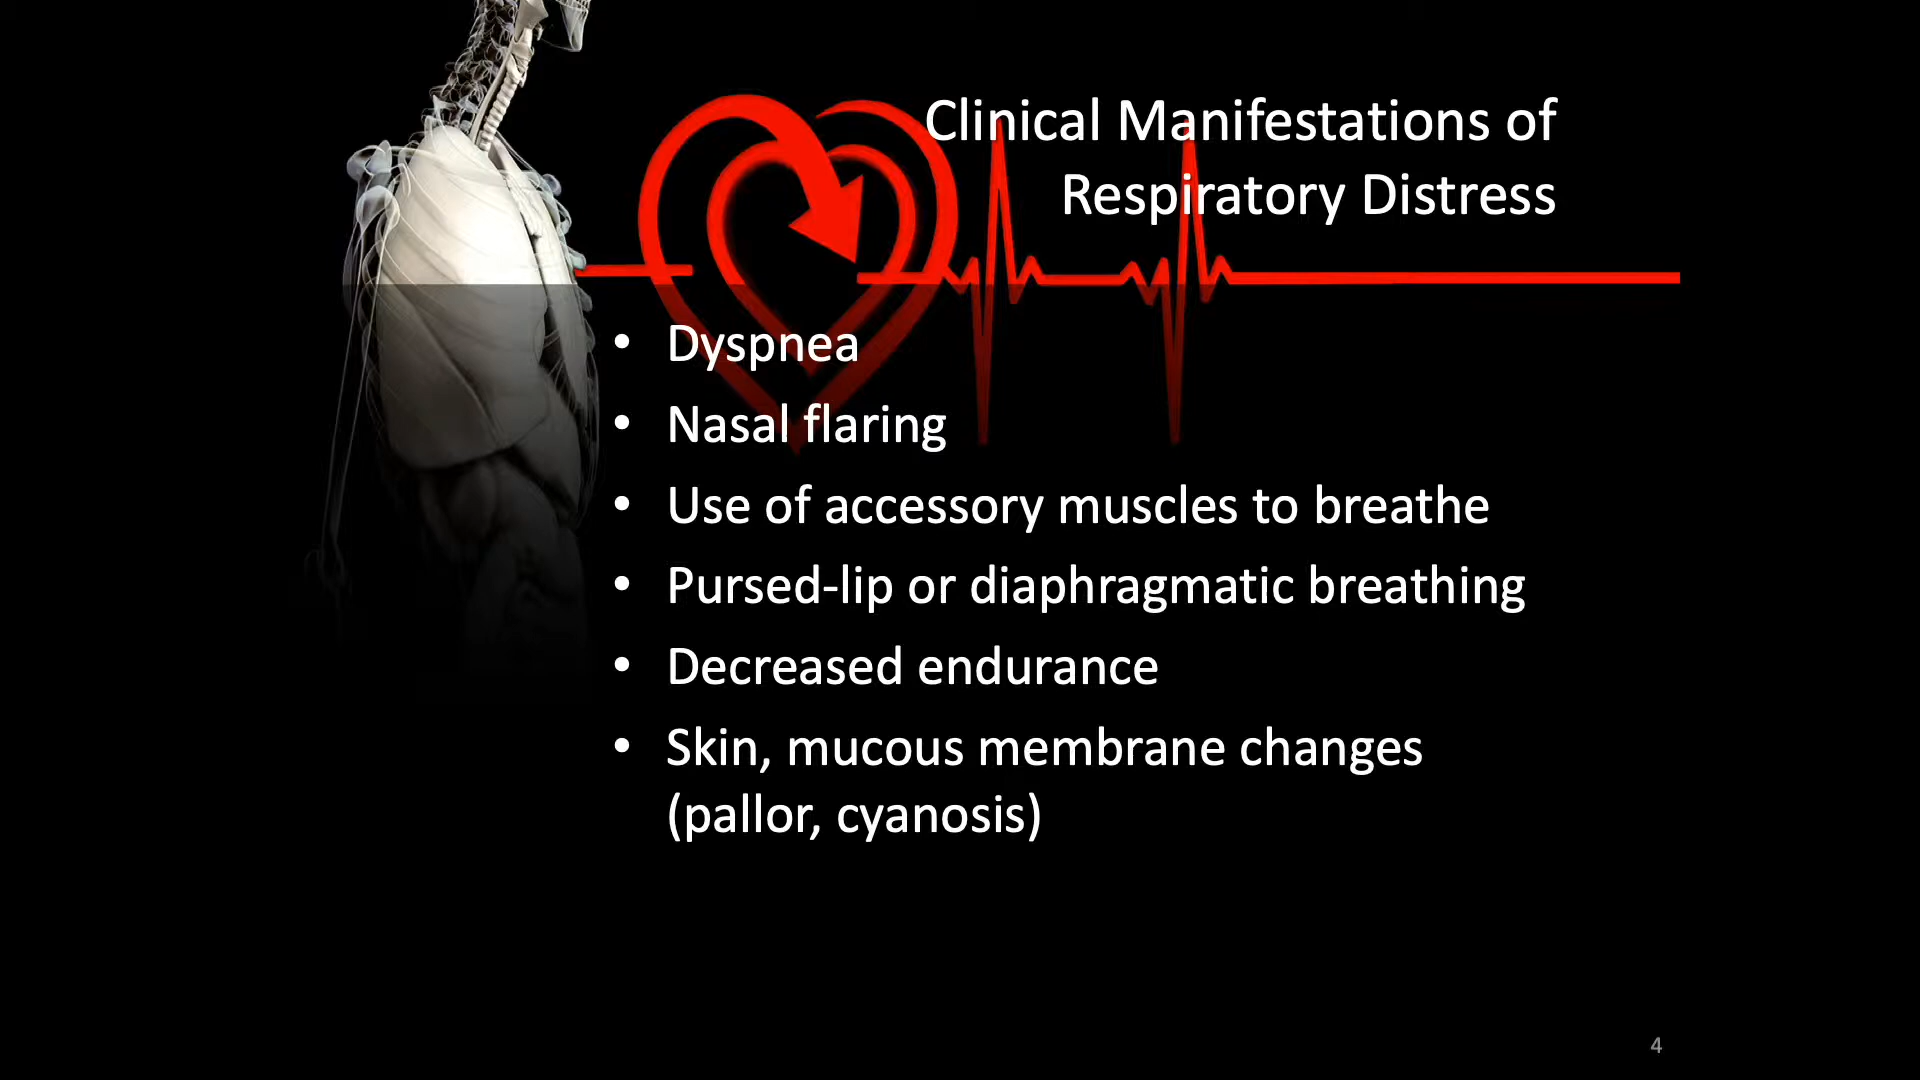 Clinical Manifestations of
Respiratory Distress
• Dyspnea
• Nasal flaring
• Use of accessory muscles to breathe
• Pursed-lip or diaphragmatic breathing
• Decreased endurance
• Skin, mucous membrane changes
(pallor, cyanosis)
4